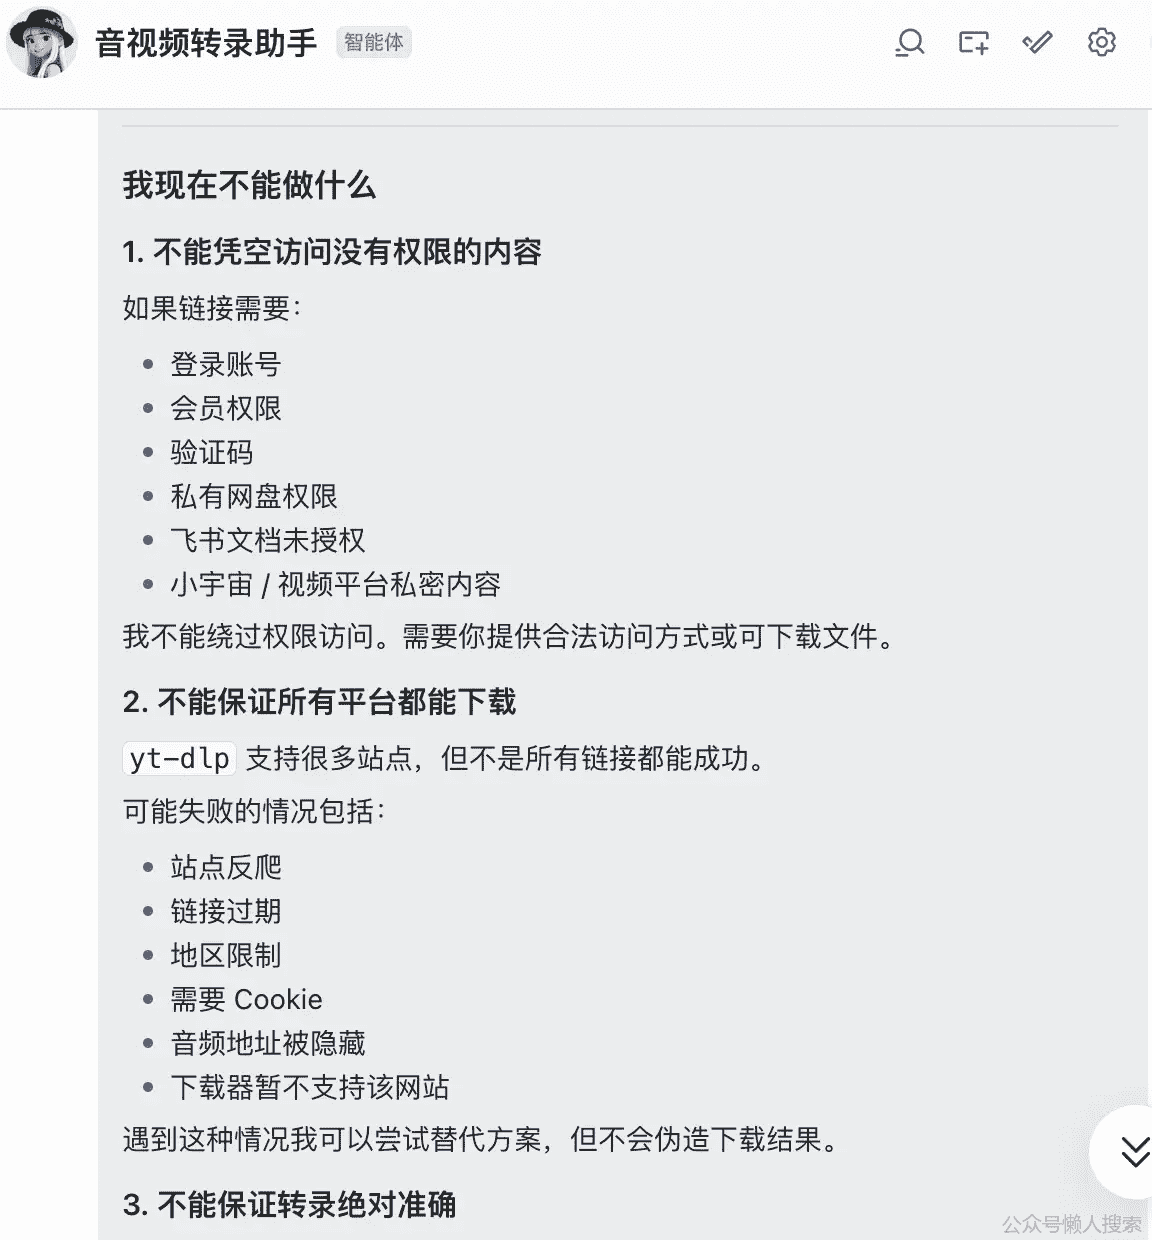 音视频转录助手 智能体
我现在不能做什么
1. 不能凭空访问没有权限的内容
如果链接需要：
• 登录账号
• 会员权限
• 验证码
• 私有网盘权限
• 飞书文档未授权
• 小宇宙 / 视频平台私密内容
我不能绕过权限访问。需要你提供合法访问方式或可下载文件。
2. 不能保证所有平台都能下载
yt-dlp 支持很多站点，但不是所有链接都能成功。
可能失败的情况包括：
• 站点反爬
• 链接过期
• 地区限制
• 需要 Cookie
• 音频地址被隐藏
• 下载器暂不支持该网站
遇到这种情况我可以尝试替代方案，但不会伪造下载结果。
3. 不能保证转录绝对准确
公众号懒人搜索